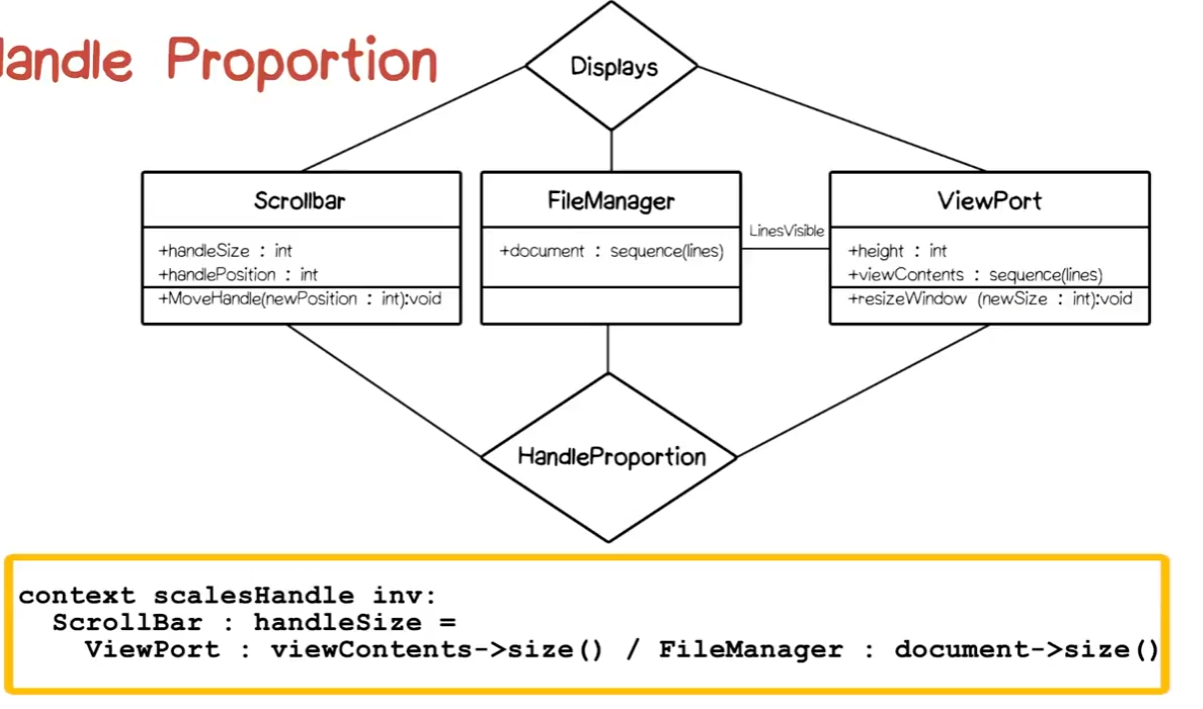 andle Proportion
Displays
Scrollbar
+handleSize : int
+handlePosition : int
+MoveHandle(newPosition : int):void
FileManager
+document : sequence(lines)
LinesVisible
ViewPort
+height : int
+viewContents : sequence(lines)
+resizeWindow (newSize : int):void
HandleProportion
context scalesHandle inv:
ScrollBar : handleSize =
ViewPort : viewContents->size() / FileManager : document->size()